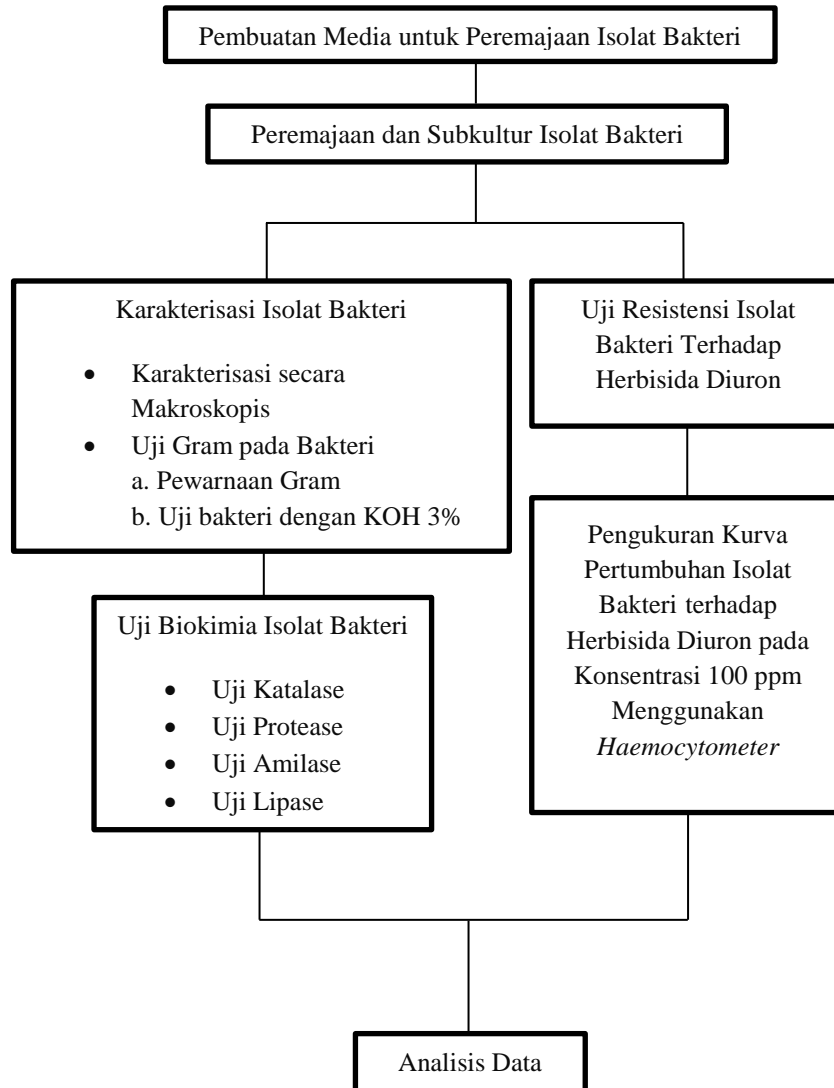 Pembuatan Media untuk Peremajaan Isolat Bakteri
Peremajaan dan Subkultur Isolat Bakteri
Karakterisasi Isolat Bakteri
• Karakterisasi secara
Makroskopis
• Uji Gram pada Bakteri
a. Pewarnaan Gram
b. Uji bakteri dengan KOH 3%
Uji Biokimia Isolat Bakteri
• Uji Katalase
• Uji Protease
• Uji Amilase
• Uji Lipase
Uji Resistensi Isolat
Bakteri Terhadap
Herbisida Diuron
Pengukuran Kurva
Pertumbuhan Isolat
Bakteri terhadap
Herbisida Diuron pada
Konsentrasi 100 ppm
Menggunakan
Haemocytometer
Analisis Data